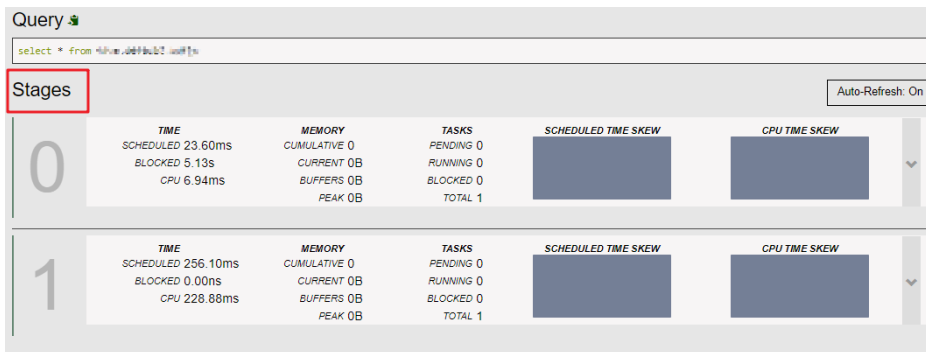 Query
select * from
Stages
Auto-Refresh: On
0
TIME
SCHEDULED 23.60ms
BLOCKED 5.13s
CPU 6.94ms
MEMORY
CUMULATIVE 0
CURRENT 0B
BUFFERS 0B
PEAK 0B
TASKS
PENDING 0
RUNNING 0
BLOCKED 0
TOTAL 1
SCHEDULED TIME SKEW
CPU TIME SKEW
1
TIME
SCHEDULED 256.10ms
BLOCKED 0.00ns
CPU 228.88ms
MEMORY
CUMULATIVE 0
CURRENT 0B
BUFFERS 0B
PEAK 0B
TASKS
PENDING 0
RUNNING 0
BLOCKED 0
TOTAL 1
SCHEDULED TIME SKEW
CPU TIME SKEW